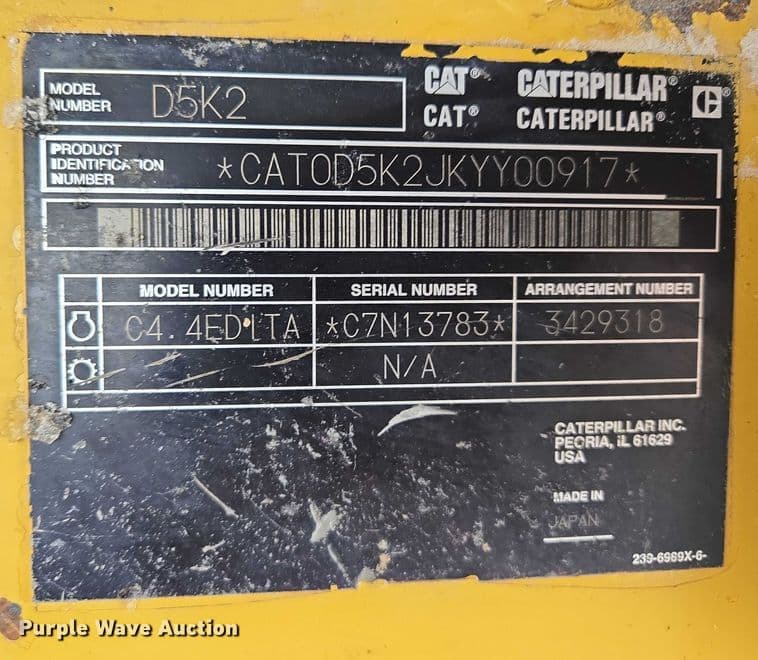 MODEL
NUMBER
D5K2
CAT® CATERPILLAR®
CAT® CATERPILLAR®
PRODUCT
IDENTIFICATION
NUMBER
*CAT0D5K2JKYY00917*
MODEL NUMBER SERIAL NUMBER ARRANGEMENT NUMBER
C4.4EDITA *C7N13783* 3429318
N/A
CATERPILLAR INC.
PEORIA, IL 61629
USA
MADE IN
JAPAN
239-6969X-6-
Purple Wave Auction